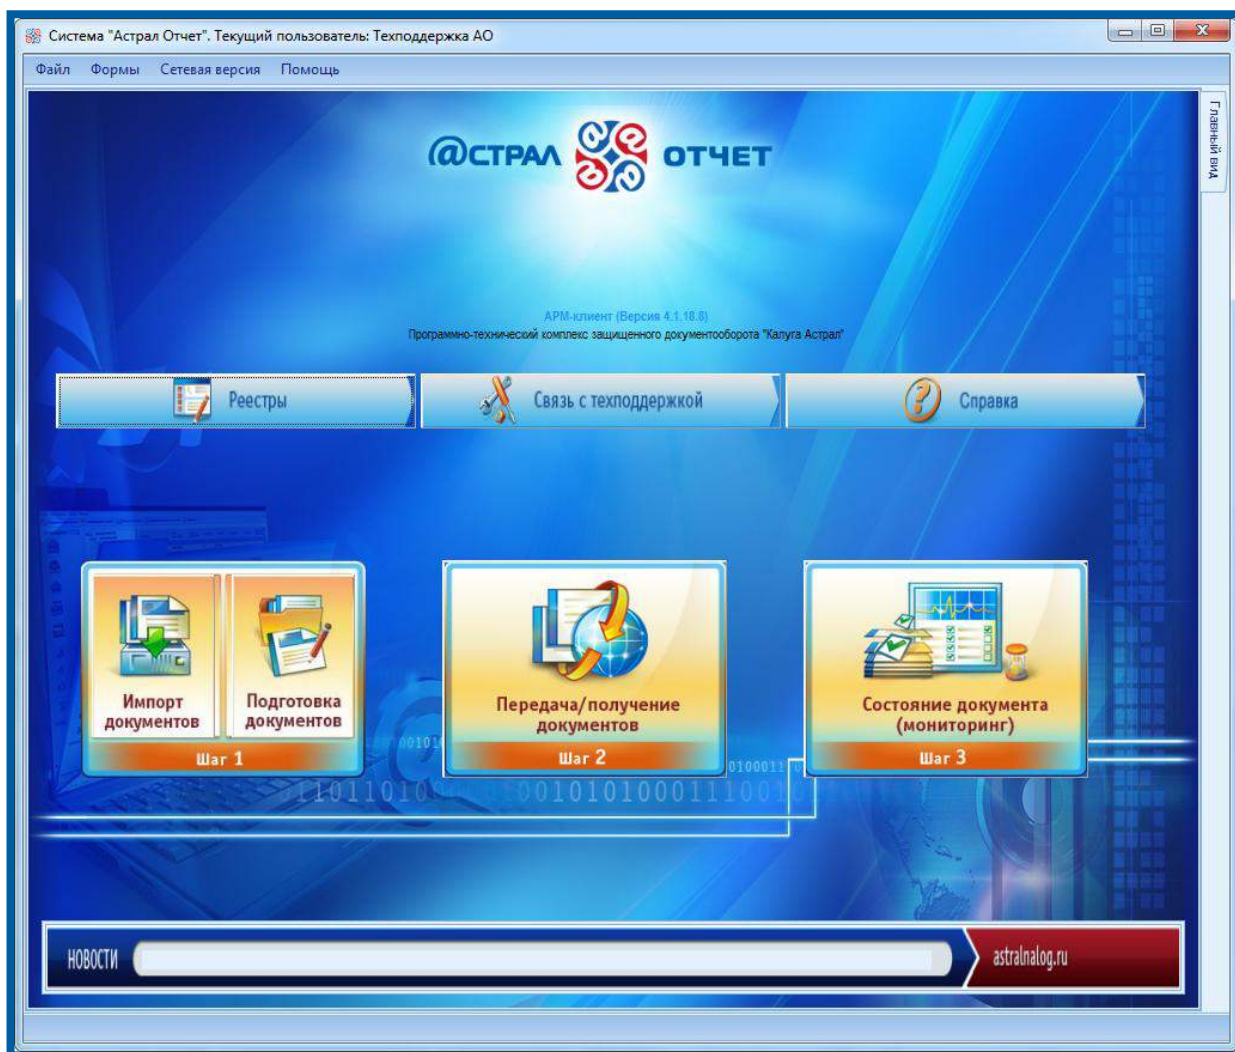 Система "Астрал Отчет". Текущий пользователь: Техподдержка АО
Файл Формы Сетевая версия Помощь
Главный вид
@СТРАЛ ОТЧЕТ
АРМ-клиент (Версия 4.1.18.8)
Программно-технический комплекс защищенного документооборота "Калуга Астрал"
Реестры Связь с техподдержкой Справка
Импорт документов
Подготовка документов
Шаг 1
Передача/получение
документов
Шаг 2
Состояние документа
(мониторинг)
Шаг 3
НОВОСТИ astralnalog.ru